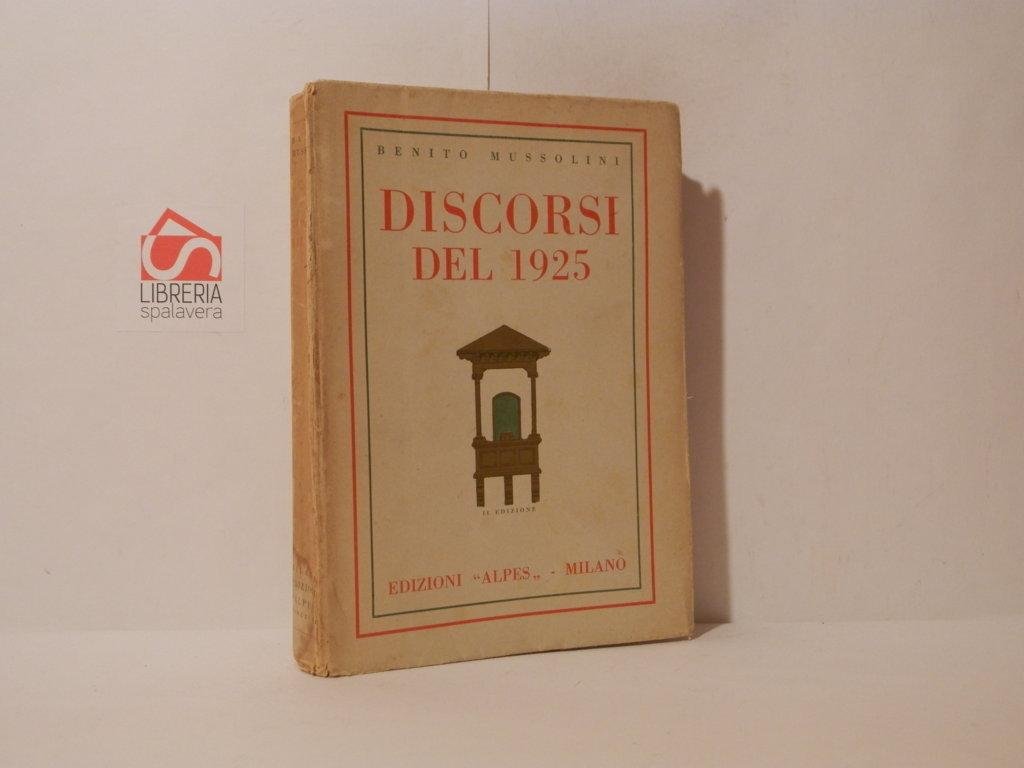 BENITO MUSSOLINI
DISCORSI
DEL 1925
II EDIZIONE
EDIZIONI “ALPES„ - MILANO
LIBRERIA
spalavera